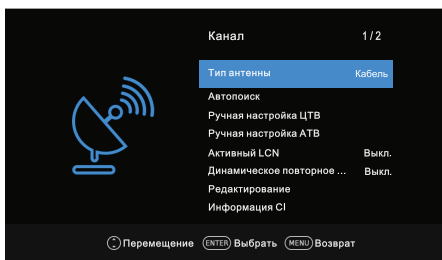 Канал 1/2
Тип антенны Кабель
Автопоиск
Ручная настройка ЦТВ
Ручная настройка АТВ
Активный LCN Выкл.
Динамическое повторное ... Выкл.
Редактирование
Информация CI
Перемещение ENTER Выбрать MENU Возврат